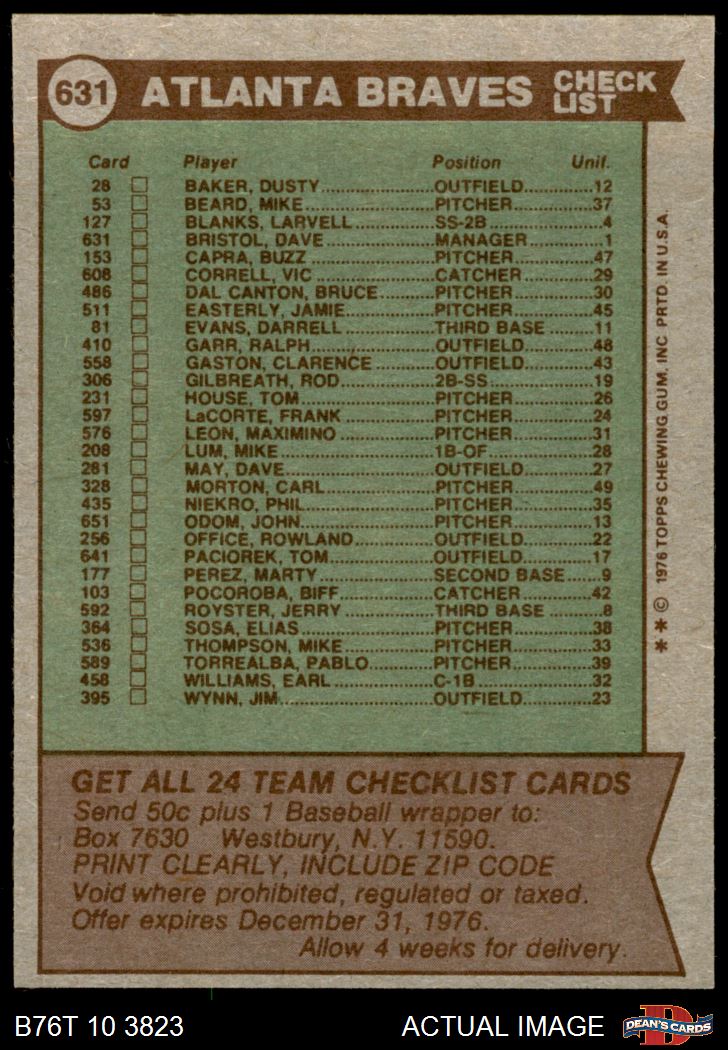 631 ATLANTA BRAVES CHECK LIST
Card Player Position Unif.
28 BAKER, DUSTY OUTFIELD 12
53 BEARD, MIKE PITCHER 37
127 BLANKS, LARVELL SS-2B 4
631 BRISTOL, DAVE MANAGER 1
153 CAPRA, BUZZ PITCHER 47
608 CORRELL, VIC CATCHER 29
486 DAL CANTON, BRUCE PITCHER 30
511 EASTERLY, JAMIE PITCHER 45
81 EVANS, DARRELL THIRD BASE 11
410 GARR, RALPH OUTFIELD 48
558 GASTON, CLARENCE OUTFIELD 43
306 GILBREATH, ROD 2B-SS 19
231 HOUSE, TOM PITCHER 26
597 LaCORTE, FRANK PITCHER 24
576 LEON, MAXIMINO PITCHER 31
208 LUM, MIKE 1B-OF 28
281 MAY, DAVE OUTFIELD 27
328 MORTON, CARL PITCHER 49
435 NIEKRO, PHIL PITCHER 35
651 ODOM, JOHN PITCHER 13
256 OFFICE, ROWLAND OUTFIELD 22
641 PACIOREK, TOM OUTFIELD 17
177 PEREZ, MARTY SECOND BASE 9
103 POCOROBA, BIFF CATCHER 42
592 ROYSTER, JERRY THIRD BASE 8
364 SOSA, ELIAS PITCHER 38
536 THOMPSON, MIKE PITCHER 33
589 TORREALBA, PABLO PITCHER 39
458 WILLIAMS, EARL C-1B 32
395 WYNN, JIM OUTFIELD 23
* * © 1976 TOPPS CHEWING GUM, INC PRTD. IN U.S.A.
GET ALL 24 TEAM CHECKLIST CARDS
Send 50c plus 1 Baseball wrapper to:
Box 7630 Westbury, N.Y. 11590.
PRINT CLEARLY, INCLUDE ZIP CODE
Void where prohibited, regulated or taxed.
Offer expires December 31, 1976.
Allow 4 weeks for delivery.
B76T 10 3823 ACTUAL IMAGE
D
DEAN'S CARDS